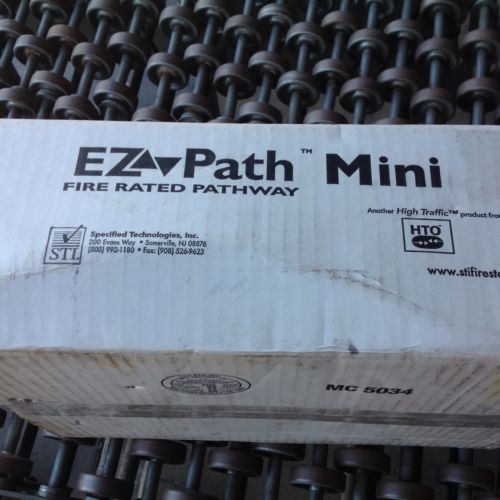 EZ Path™ Mini
FIRE RATED PATHWAY
Another High Traffic™ product from
HTO
Specified Technologies, Inc.
200 Evans Way • Somerville, NJ 08876
(800) 992-1180 • Fax: (908) 526-9623
STI
www.stifiresto
MC 5034